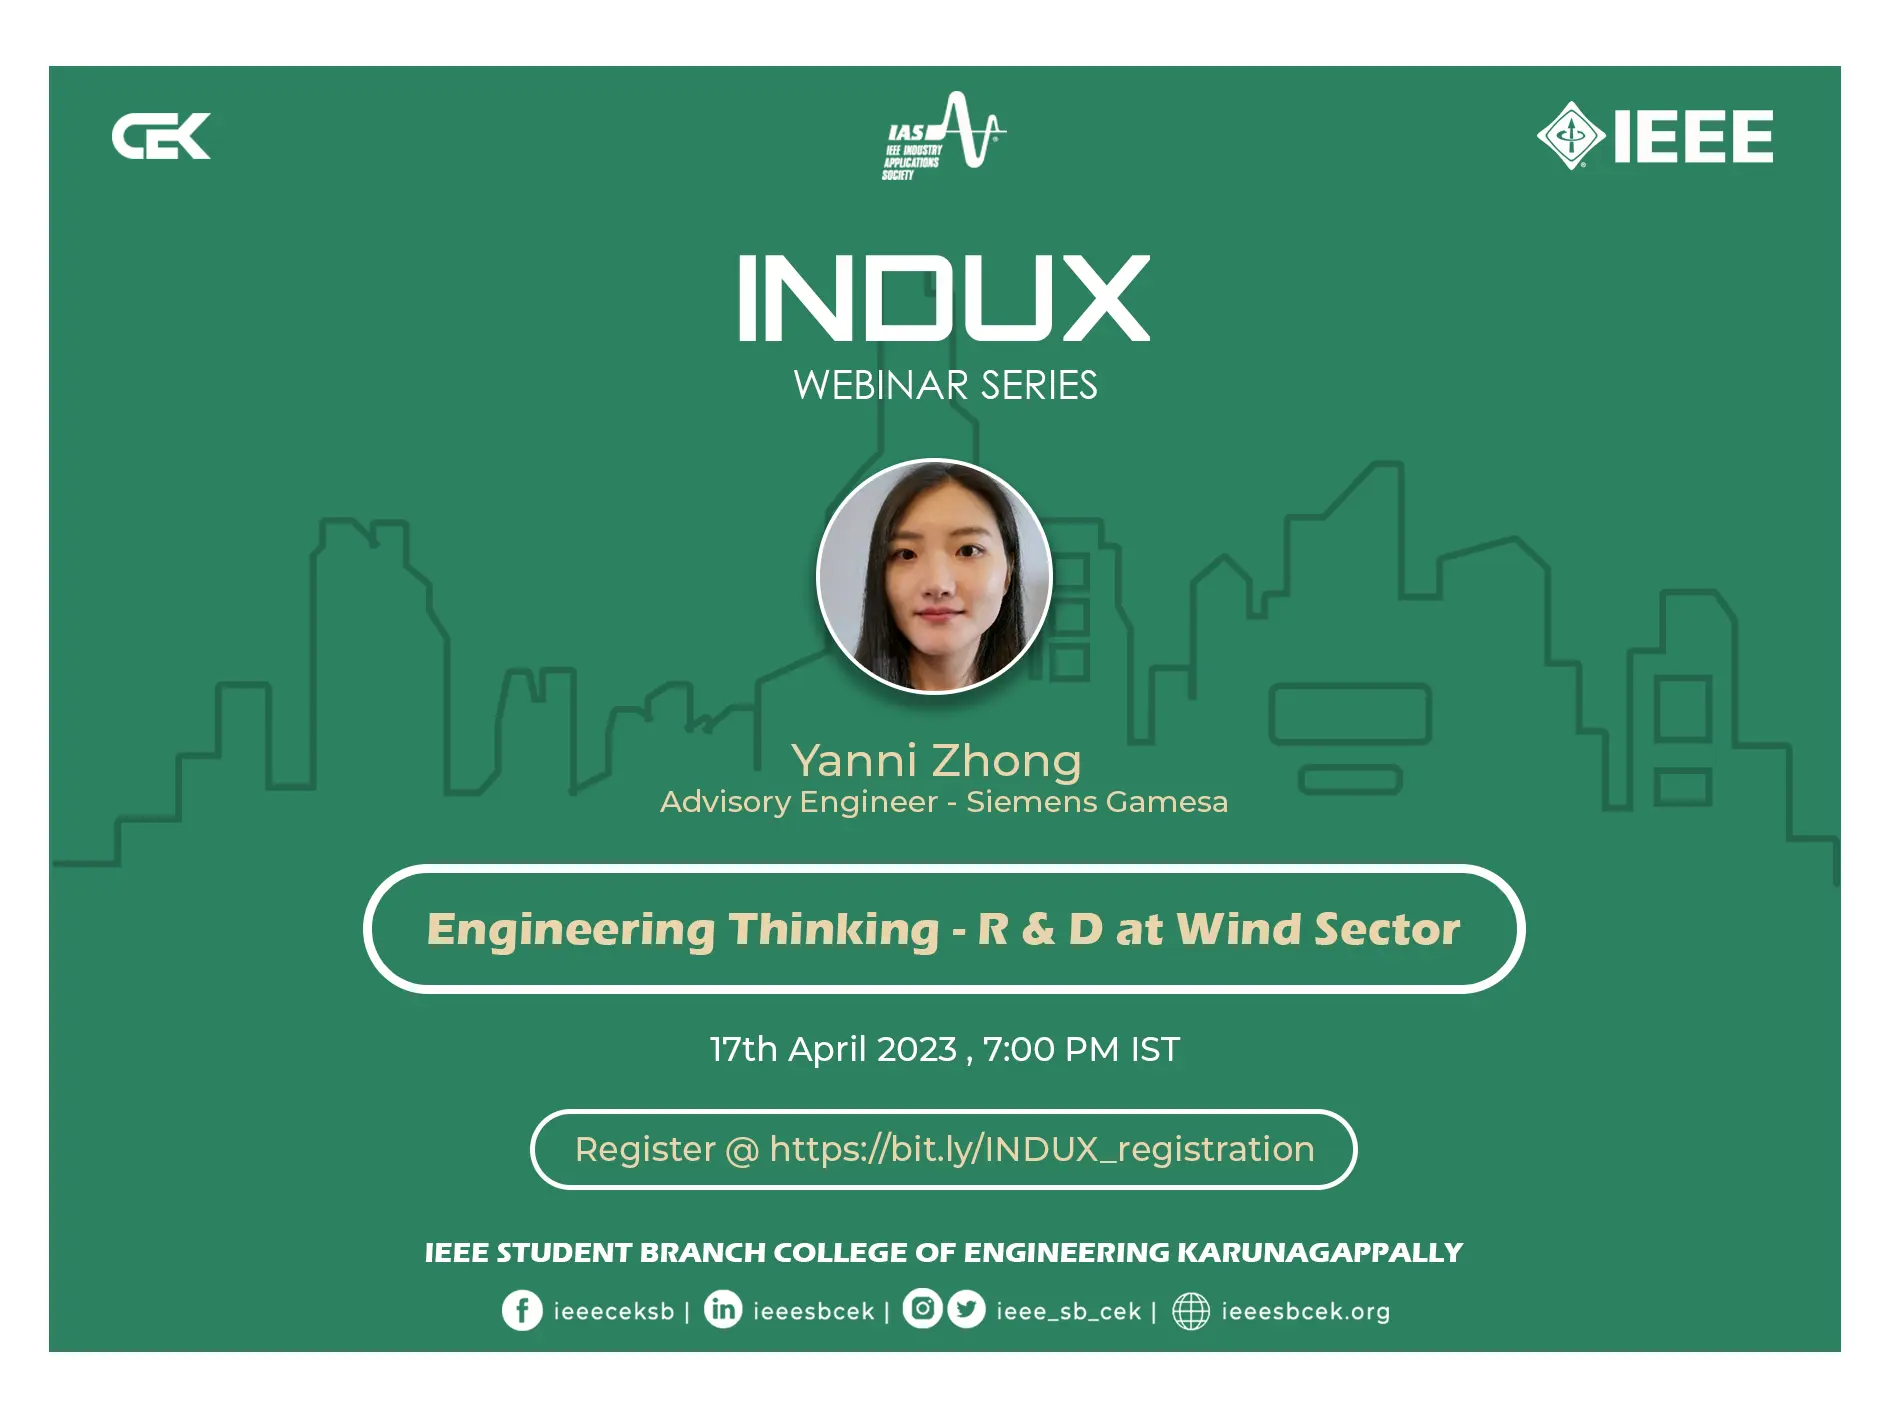 CEK
IAS
IEEE INDUSTRY
APPLICATIONS
SOCIETY
IEEE
INDUX
WEBINAR SERIES
Yanni Zhong
Advisory Engineer - Siemens Gamesa
Engineering Thinking - R & D at Wind Sector
17th April 2023 , 7:00 PM IST
Register @ https://bit.ly/INDUX_registration
IEEE STUDENT BRANCH COLLEGE OF ENGINEERING KARUNAGAPPALLY
ieeeceksb | ieeesbcek | ieee_sb_cek | ieeesbcek.org